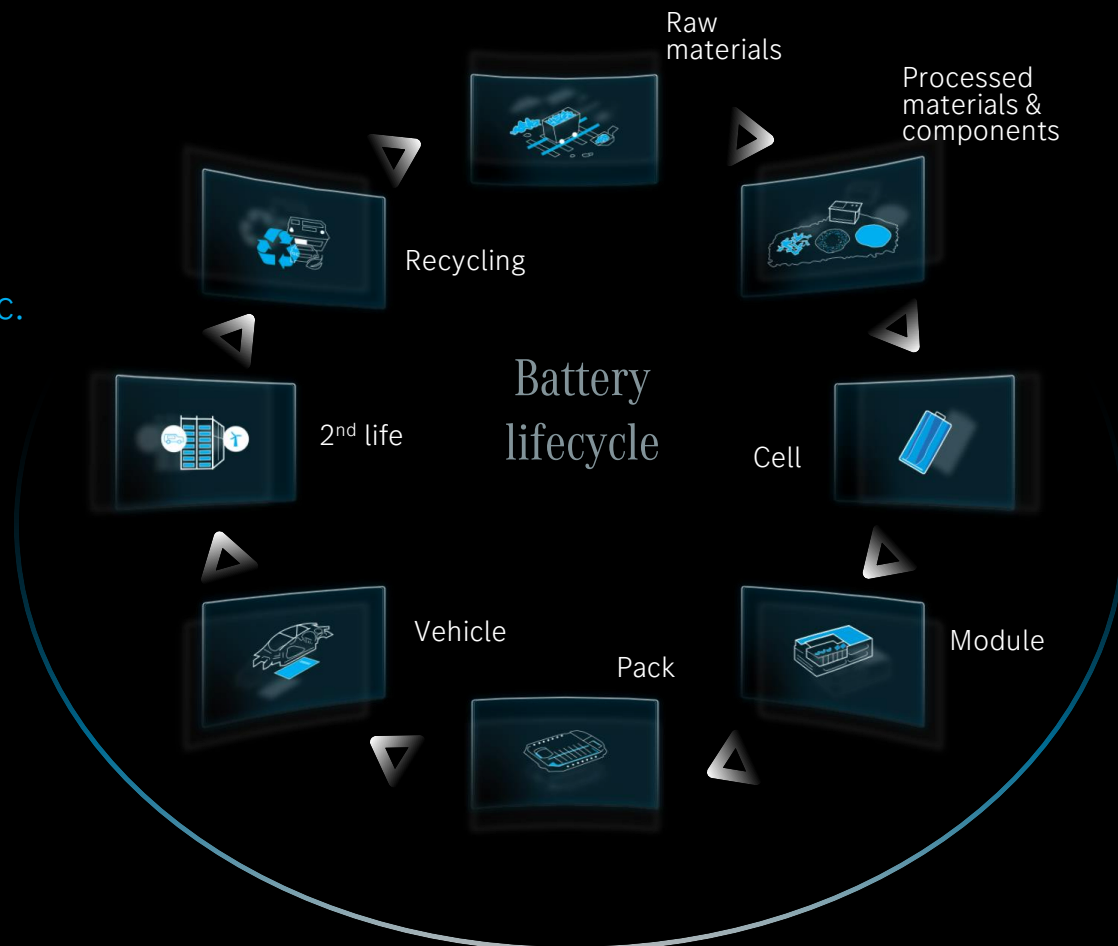 Raw
materials
Processed
materials &
components
Recycling
c.
Battery
lifecycle
2nd life
Cell
Vehicle
Module
Pack